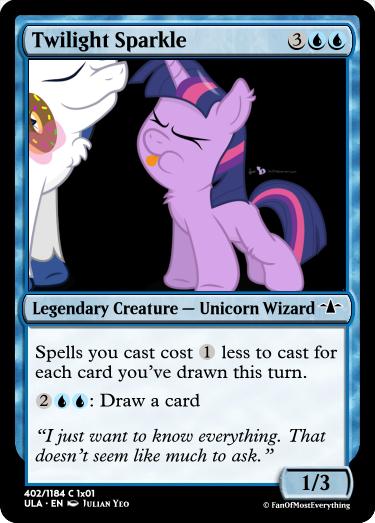 Twilight Sparkle 3
Legendary Creature — Unicorn Wizard
Spells you cast cost 1 less to cast for
each card you've drawn this turn.
2: Draw a card
“I just want to know everything. That
doesn't seem like much to ask.”
1/3
402/1184 C 1x01
ULA · EN Julian Yeo
© FanOfMostEverything